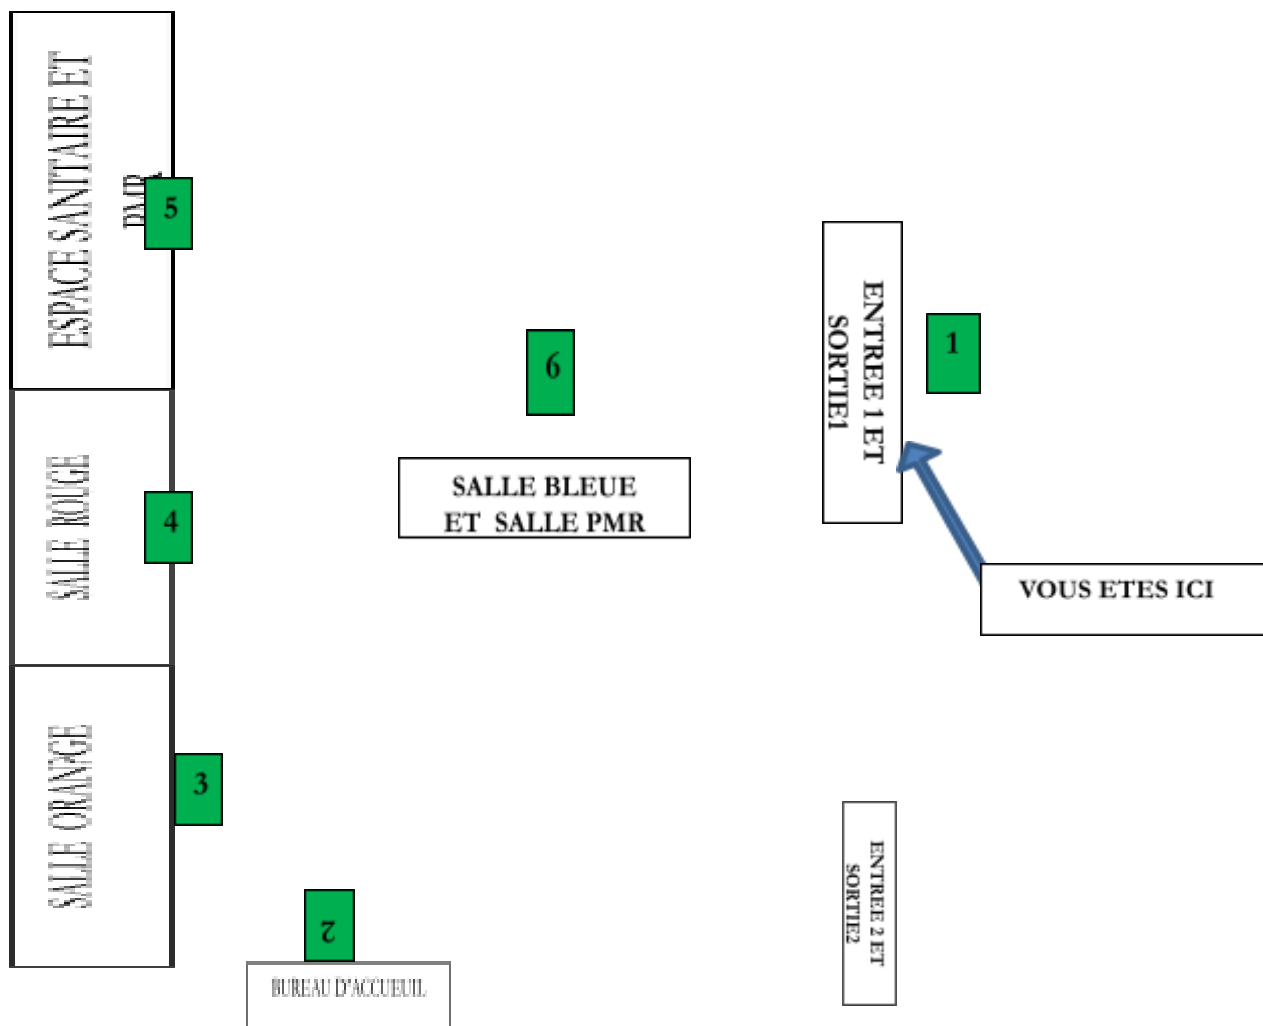 ESPACE SANITAIRE ET
PMR
5
ENTREE 1 ET
SORTIE1
1
6
SALLE BLEUE
ET SALLE PMR
SALLE ROUGE
4
VOUS ETES ICI
SALLE ORANGE
3
2
BUREAU D'ACCUEUIL
ENTREE 2 ET
SORTIE2